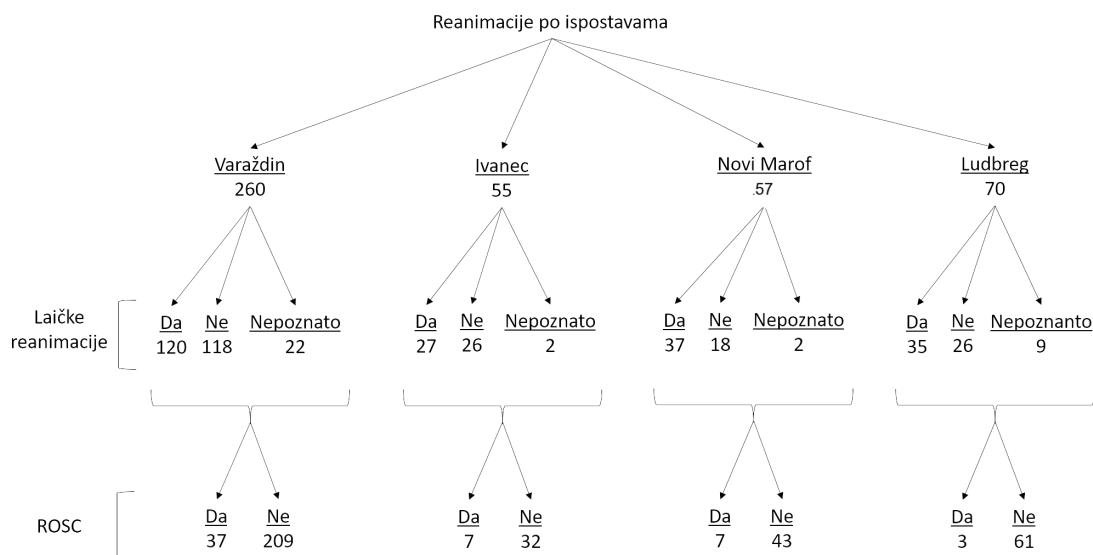 Reanimacije po ispostavama
Varaždin Ivanec Novi Marof Ludbreg
260 55 .57 70
Laičke reanimacije
Da Ne Nepoznato Da Ne Nepoznato Da Ne Nepoznato Da Ne Nepoznanto
120 118 22 27 26 2 37 18 2 35 26 9
ROSC
Da Ne Da Ne Da Ne Da Ne
37 209 7 32 7 43 3 61